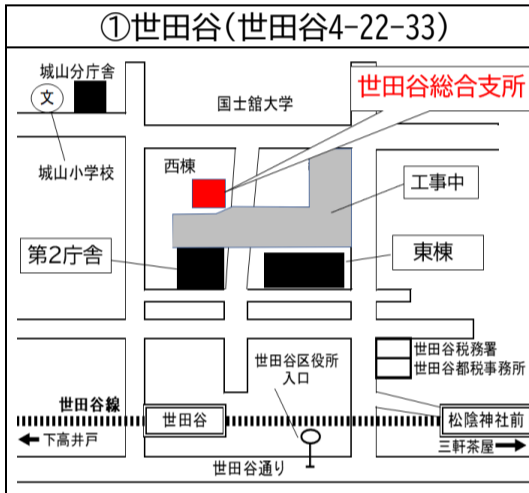 ①世田谷(世田谷4-22-33)
城山分庁舎
文
国士舘大学
世田谷総合支所
城山小学校
西棟
工事中
第2庁舎
東棟
世田谷区役所
入口
世田谷税務署
世田谷都税事務所
世田谷線
世田谷
松陰神社前
下高井戸
三軒茶屋
世田谷通り